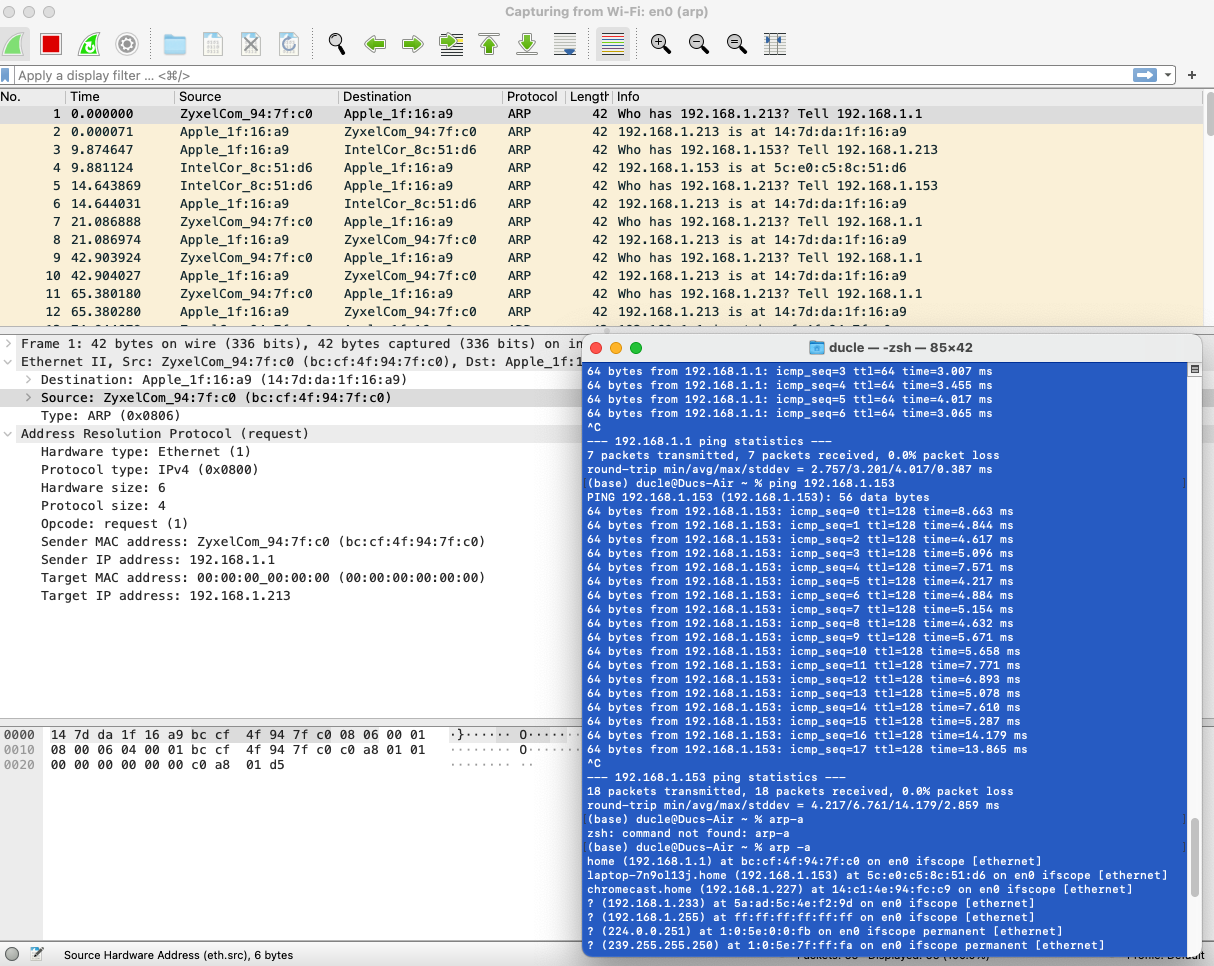 Capturing from Wi-Fi: en0 (arp)
Apply a display filter ... <⌘/>
No. Time Source Destination Protocol Length Info
1 0.000000 ZyxelCom_94:7f:c0 Apple_1f:16:a9 ARP 42 Who has 192.168.1.213? Tell 192.168.1.1
2 0.000071 Apple_1f:16:a9 ZyxelCom_94:7f:c0 ARP 42 192.168.1.213 is at 14:7d:da:1f:16:a9
3 9.874647 Apple_1f:16:a9 IntelCor_8c:51:d6 ARP 42 Who has 192.168.1.153? Tell 192.168.1.213
4 9.881124 IntelCor_8c:51:d6 Apple_1f:16:a9 ARP 42 192.168.1.153 is at 5c:e0:c5:8c:51:d6
5 14.643869 IntelCor_8c:51:d6 Apple_1f:16:a9 ARP 42 Who has 192.168.1.213? Tell 192.168.1.153
6 14.644031 Apple_1f:16:a9 IntelCor_8c:51:d6 ARP 42 192.168.1.213 is at 14:7d:da:1f:16:a9
7 21.086888 ZyxelCom_94:7f:c0 Apple_1f:16:a9 ARP 42 Who has 192.168.1.213? Tell 192.168.1.1
8 21.086974 Apple_1f:16:a9 ZyxelCom_94:7f:c0 ARP 42 192.168.1.213 is at 14:7d:da:1f:16:a9
9 42.903924 ZyxelCom_94:7f:c0 Apple_1f:16:a9 ARP 42 Who has 192.168.1.213? Tell 192.168.1.1
10 42.904027 Apple_1f:16:a9 ZyxelCom_94:7f:c0 ARP 42 192.168.1.213 is at 14:7d:da:1f:16:a9
11 65.380180 ZyxelCom_94:7f:c0 Apple_1f:16:a9 ARP 42 Who has 192.168.1.213? Tell 192.168.1.1
12 65.380280 Apple_1f:16:a9 ZyxelCom_94:7f:c0 ARP 42 192.168.1.213 is at 14:7d:da:1f:16:a9
Frame 1: 42 bytes on wire (336 bits), 42 bytes captured (336 bits) on in
Ethernet II, Src: ZyxelCom_94:7f:c0 (bc:cf:4f:94:7f:c0), Dst: Apple_1f:1
Destination: Apple_1f:16:a9 (14:7d:da:1f:16:a9)
Source: ZyxelCom_94:7f:c0 (bc:cf:4f:94:7f:c0)
Type: ARP (0x0806)
Address Resolution Protocol (request)
Hardware type: Ethernet (1)
Protocol type: IPv4 (0x0800)
Hardware size: 6
Protocol size: 4
Opcode: request (1)
Sender MAC address: ZyxelCom_94:7f:c0 (bc:cf:4f:94:7f:c0)
Sender IP address: 192.168.1.1
Target MAC address: 00:00:00_00:00:00 (00:00:00:00:00:00)
Target IP address: 192.168.1.213
0000 14 7d da 1f 16 a9 bc cf 4f 94 7f c0 08 06 00 01 ·}······ O·······
0010 08 00 06 04 00 01 bc cf 4f 94 7f c0 c0 a8 01 01 ········ O·······
0020 00 00 00 00 00 00 c0 a8 01 d5 ········ ··
Source Hardware Address (eth.src), 6 bytes
ducle — -zsh — 85×42
64 bytes from 192.168.1.1: icmp_seq=3 ttl=64 time=3.007 ms
64 bytes from 192.168.1.1: icmp_seq=4 ttl=64 time=3.455 ms
64 bytes from 192.168.1.1: icmp_seq=5 ttl=64 time=4.017 ms
64 bytes from 192.168.1.1: icmp_seq=6 ttl=64 time=3.065 ms
^C
--- 192.168.1.1 ping statistics ---
7 packets transmitted, 7 packets received, 0.0% packet loss
round-trip min/avg/max/stddev = 2.757/3.201/4.017/0.387 ms
[(base) ducle@Ducs-Air ~ % ping 192.168.1.153 ]
PING 192.168.1.153 (192.168.1.153): 56 data bytes
64 bytes from 192.168.1.153: icmp_seq=0 ttl=128 time=8.663 ms
64 bytes from 192.168.1.153: icmp_seq=1 ttl=128 time=4.844 ms
64 bytes from 192.168.1.153: icmp_seq=2 ttl=128 time=4.617 ms
64 bytes from 192.168.1.153: icmp_seq=3 ttl=128 time=5.096 ms
64 bytes from 192.168.1.153: icmp_seq=4 ttl=128 time=7.571 ms
64 bytes from 192.168.1.153: icmp_seq=5 ttl=128 time=4.217 ms
64 bytes from 192.168.1.153: icmp_seq=6 ttl=128 time=4.884 ms
64 bytes from 192.168.1.153: icmp_seq=7 ttl=128 time=5.154 ms
64 bytes from 192.168.1.153: icmp_seq=8 ttl=128 time=4.632 ms
64 bytes from 192.168.1.153: icmp_seq=9 ttl=128 time=5.671 ms
64 bytes from 192.168.1.153: icmp_seq=10 ttl=128 time=5.658 ms
64 bytes from 192.168.1.153: icmp_seq=11 ttl=128 time=7.771 ms
64 bytes from 192.168.1.153: icmp_seq=12 ttl=128 time=6.893 ms
64 bytes from 192.168.1.153: icmp_seq=13 ttl=128 time=5.078 ms
64 bytes from 192.168.1.153: icmp_seq=14 ttl=128 time=7.610 ms
64 bytes from 192.168.1.153: icmp_seq=15 ttl=128 time=5.287 ms
64 bytes from 192.168.1.153: icmp_seq=16 ttl=128 time=14.179 ms
64 bytes from 192.168.1.153: icmp_seq=17 ttl=128 time=13.865 ms
^C
--- 192.168.1.153 ping statistics ---
18 packets transmitted, 18 packets received, 0.0% packet loss
round-trip min/avg/max/stddev = 4.217/6.761/14.179/2.859 ms
[(base) ducle@Ducs-Air ~ % arp-a ]
zsh: command not found: arp-a
[(base) ducle@Ducs-Air ~ % arp -a ]
home (192.168.1.1) at bc:cf:4f:94:7f:c0 on en0 ifscope [ethernet]
laptop-7n9ol13j.home (192.168.1.153) at 5c:e0:c5:8c:51:d6 on en0 ifscope [ethernet]
chromecast.home (192.168.1.227) at 14:c1:4e:94:fc:c9 on en0 ifscope [ethernet]
? (192.168.1.233) at 5a:ad:5c:4e:f2:9d on en0 ifscope [ethernet]
? (192.168.1.255) at ff:ff:ff:ff:ff:ff on en0 ifscope [ethernet]
? (224.0.0.251) at 1:0:5e:0:0:fb on en0 ifscope permanent [ethernet]
? (239.255.255.250) at 1:0:5e:7f:ff:fa on en0 ifscope permanent [ethernet]